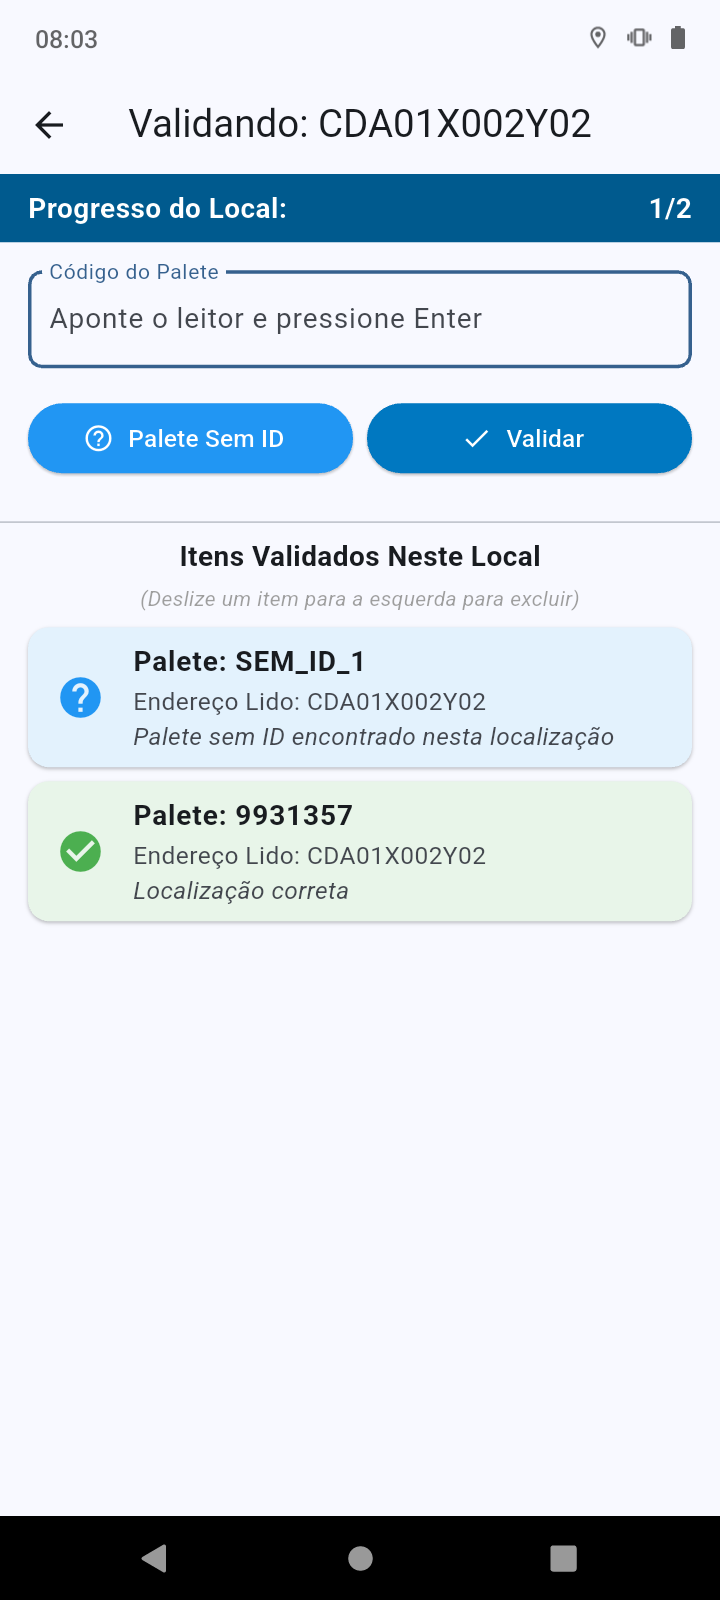 08:03
Validando: CDA01X002Y02
Progresso do Local: 1/2
Código do Palete
Aponte o leitor e pressione Enter
Palete Sem ID
Validar
Itens Validados Neste Local
(Deslize um item para a esquerda para excluir)
Palete: SEM_ID_1
Endereço Lido: CDA01X002Y02
Palete sem ID encontrado nesta localização
Palete: 9931357
Endereço Lido: CDA01X002Y02
Localização correta